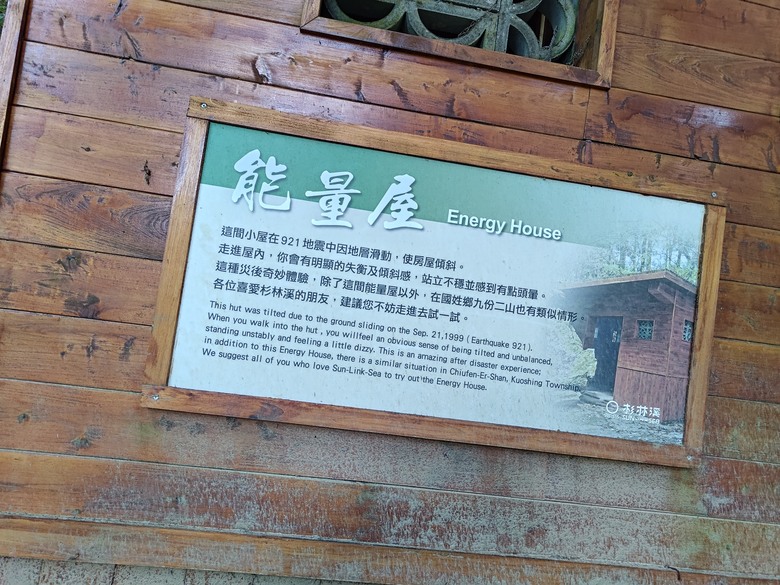 能量屋 Energy House
這間小屋在921地震中因地層滑動，使房屋傾斜。
走進屋內，你會有明顯的失衡及傾斜感，站立不穩並感到有點頭暈。
這種災後奇妙體驗，除了這間能量屋以外，在國姓鄉九份二山也有類似情形。
各位喜愛杉林溪的朋友，建議您不妨走進去試一試。
This hut was tilted due to the ground sliding on the Sep. 21,1999 ( Earthquake 921).
When you walk into the hut , you willfeel an obvious sense of being tilted and unbalanced,
standing unstably and feeling a little dizzy. This is an amazing after disaster experience;
in addition to this Energy House, there is a similar situation in Chiufen-Er-Shan, Kuoshing Township.
We suggest all of you who love Sun-Link-Sea to try out the Energy House.
杉林溪
SUN-LINK-SEA